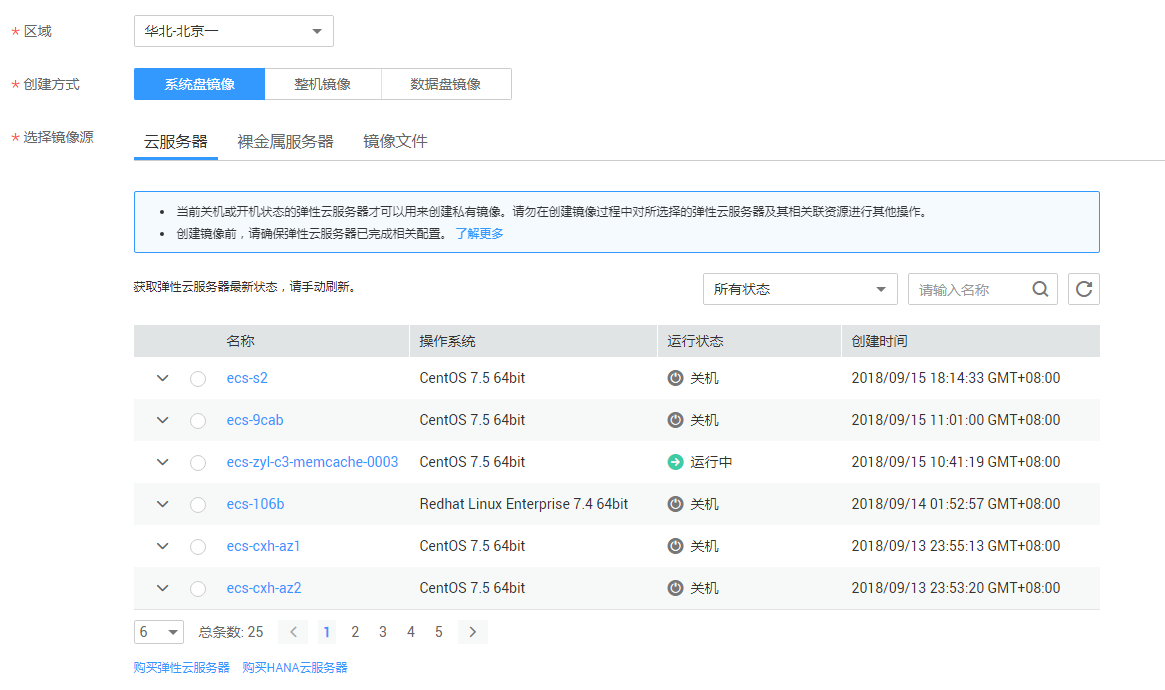 * 区域 华北-北京一
* 创建方式 系统盘镜像 整机镜像 数据盘镜像
* 选择镜像源 云服务器 裸金属服务器 镜像文件
• 当前关机或开机状态的弹性云服务器才可以用来创建私有镜像。请勿在创建镜像过程中对所选择的弹性云服务器及其相关联资源进行其他操作。
• 创建镜像前，请确保弹性云服务器已完成相关配置。 了解更多
获取弹性云服务器最新状态，请手动刷新。 所有状态 请输入名称
名称 操作系统 运行状态 创建时间
ecs-s2 CentOS 7.5 64bit 关机 2018/09/15 18:14:33 GMT+08:00
ecs-9cab CentOS 7.5 64bit 关机 2018/09/15 11:01:00 GMT+08:00
ecs-zyl-c3-memcache-0003 CentOS 7.5 64bit 运行中 2018/09/15 10:41:19 GMT+08:00
ecs-106b Redhat Linux Enterprise 7.4 64bit 关机 2018/09/14 01:52:57 GMT+08:00
ecs-cxh-az1 CentOS 7.5 64bit 关机 2018/09/13 23:55:13 GMT+08:00
ecs-cxh-az2 CentOS 7.5 64bit 关机 2018/09/13 23:53:20 GMT+08:00
6 总条数: 25 < 1 2 3 4 5 >
购买弹性云服务器 购买HANA云服务器